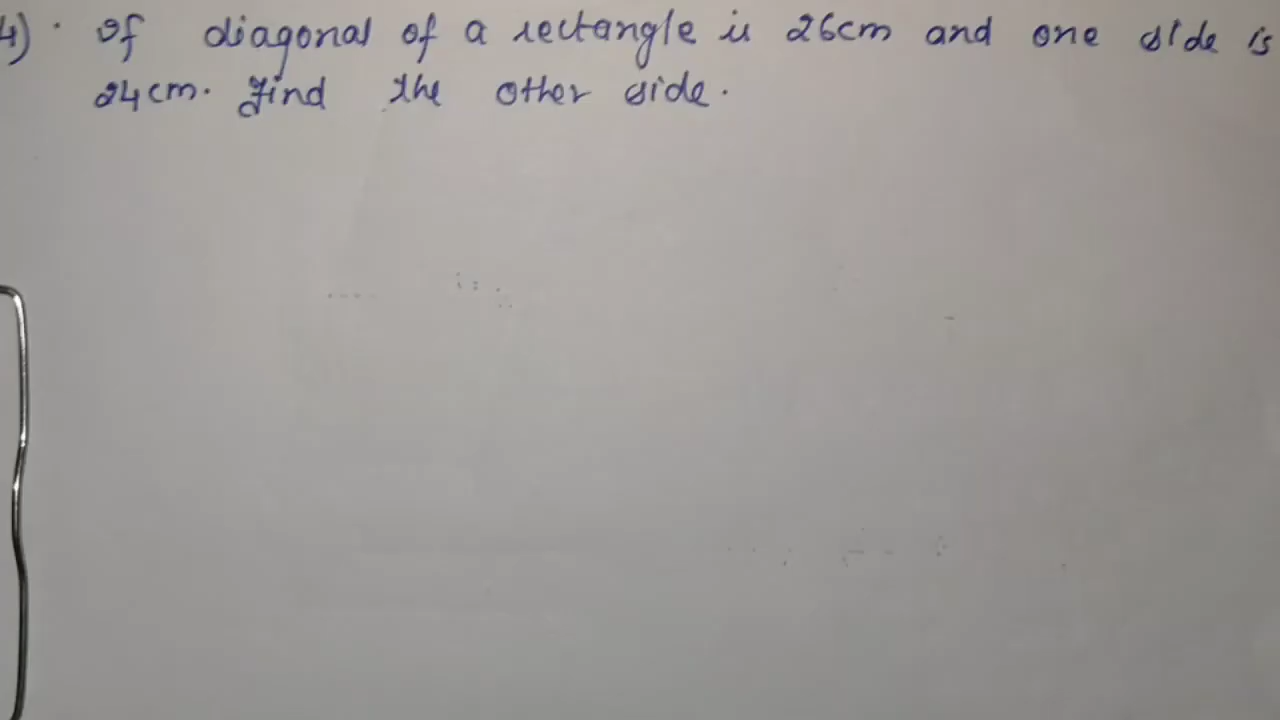 4). If diagonal of a rectangle is 26cm and one side is
24cm. Find the other side.